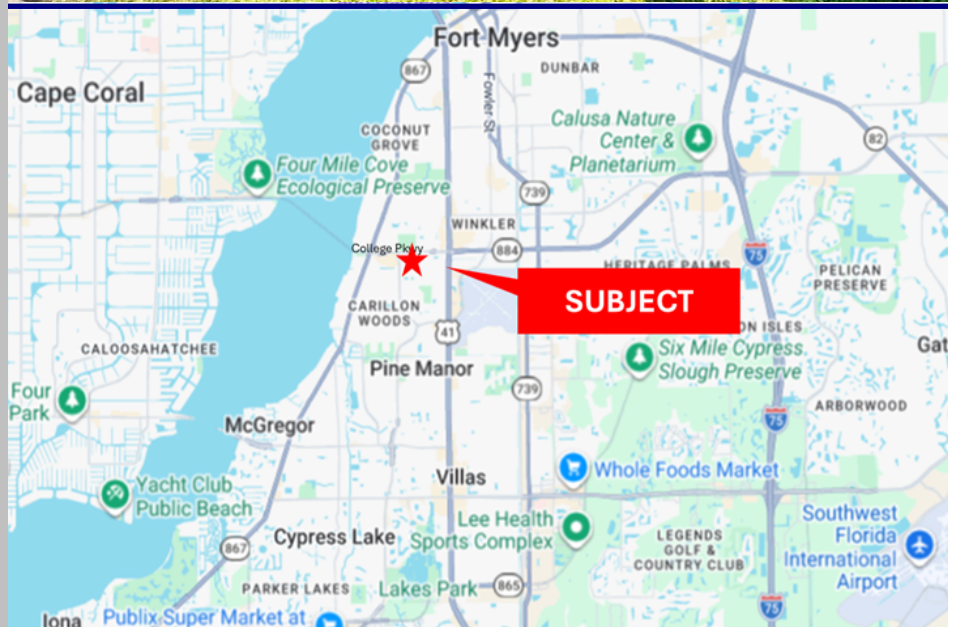 Fort Myers
867
DUNBAR
Cape Coral
Fowler St
Calusa Nature
Center &
Planetarium
COCONUT
GROVE
82
Four Mile Cove
Ecological Preserve
739
WINKLER
College Pkwy
884
75
HERITAGE PALMS
PELICAN
PRESERVE
SUBJECT
CARILLON
WOODS
41
ON ISLES
CALOOSAHATCHEE
Gat
Six Mile Cypress
Slough Preserve
Pine Manor
Four
Park
739
ARBORWOOD
75
McGregor
Villas
Whole Foods Market
Yacht Club
Public Beach
Lee Health
Sports Complex
Southwest
Florida
International
Airport
Cypress Lake
867
LEGENDS
GOLF &
COUNTRY CLUB
PARKER LAKES
Lakes Park
865
75
Iona
Publix Super Market at